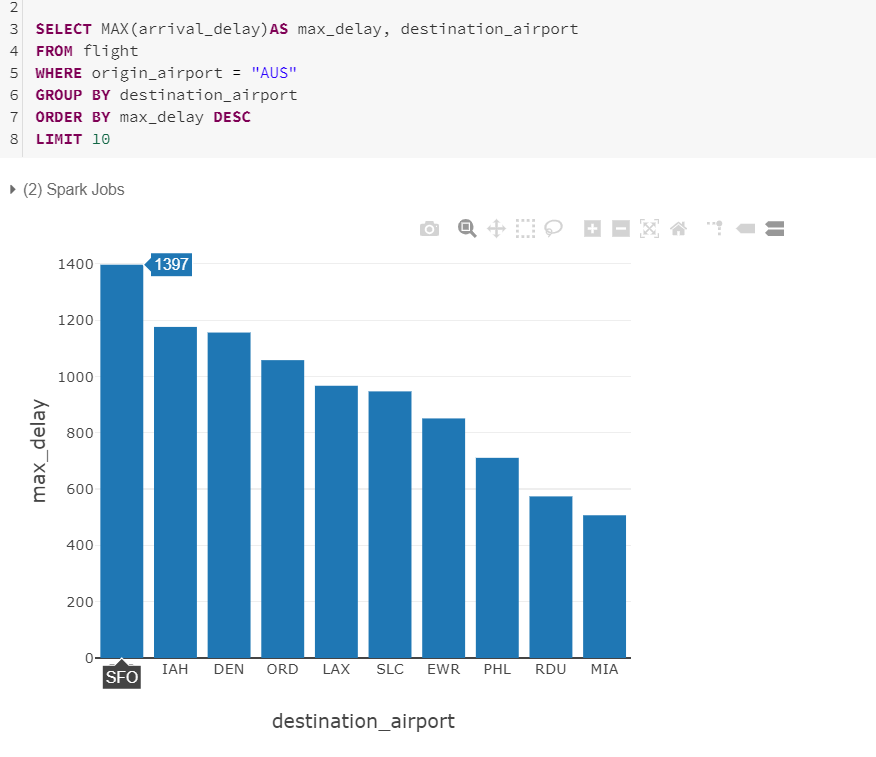 2
3 SELECT MAX(arrival_delay)AS max_delay, destination_airport
4 FROM flight
5 WHERE origin_airport = "AUS"
6 GROUP BY destination_airport
7 ORDER BY max_delay DESC
8 LIMIT 10
(2) Spark Jobs
1400
1397
1200
1000
800
600
400
200
0
max_delay
SFO IAH DEN ORD LAX SLC EWR PHL RDU MIA
destination_airport